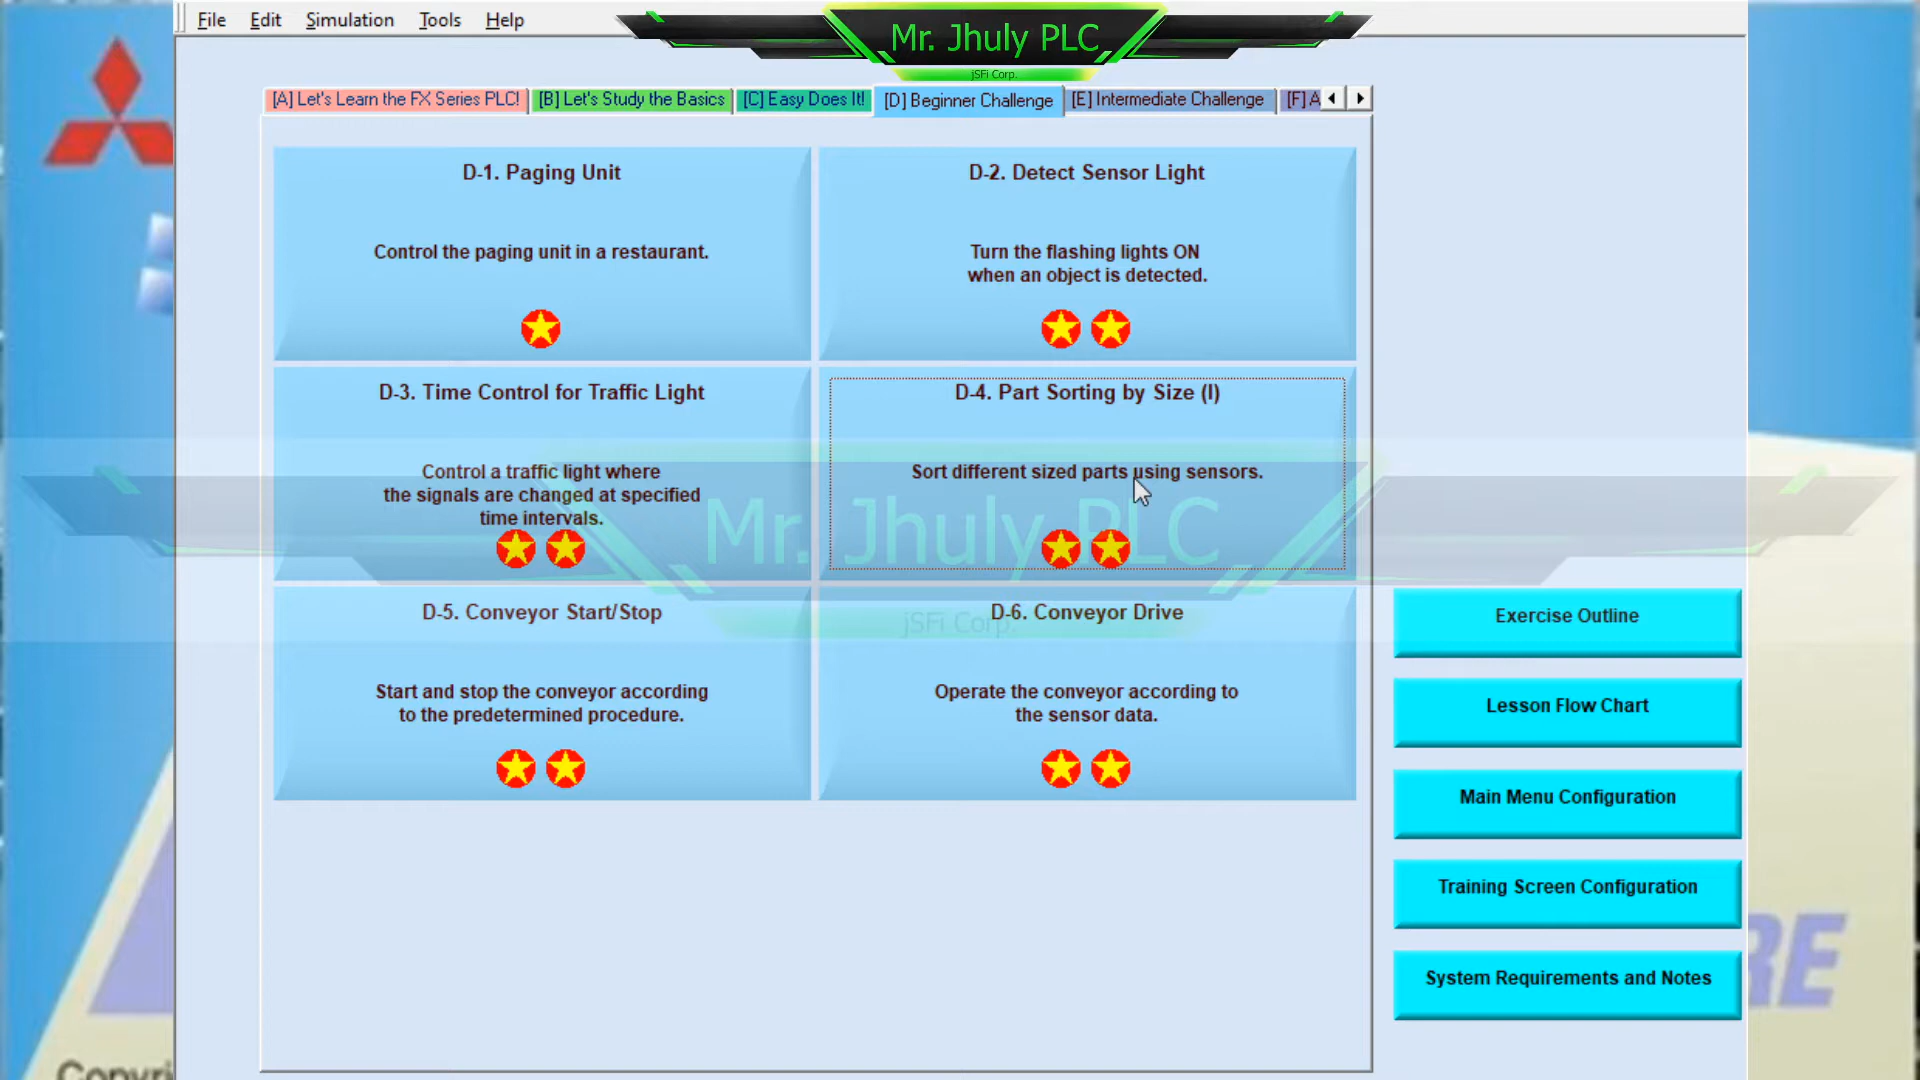 File Edit Simulation Tools Help
Mr. Jhuly PLC
jSFi Corp.
[A] Let's Learn the FX Series PLC! [B] Let's Study the Basics [C] Easy Does It! [D] Beginner Challenge [E] Intermediate Challenge [F] A
D-1. Paging Unit
Control the paging unit in a restaurant.
D-2. Detect Sensor Light
Turn the flashing lights ON
when an object is detected.
D-3. Time Control for Traffic Light
Control a traffic light where
the signals are changed at specified
time intervals.
D-4. Part Sorting by Size (I)
Sort different sized parts using sensors.
Mr. Jhuly PLC
jSFi Corp.
D-5. Conveyor Start/Stop
Start and stop the conveyor according
to the predetermined procedure.
D-6. Conveyor Drive
Operate the conveyor according to
the sensor data.
Exercise Outline
Lesson Flow Chart
Main Menu Configuration
Training Screen Configuration
System Requirements and Notes